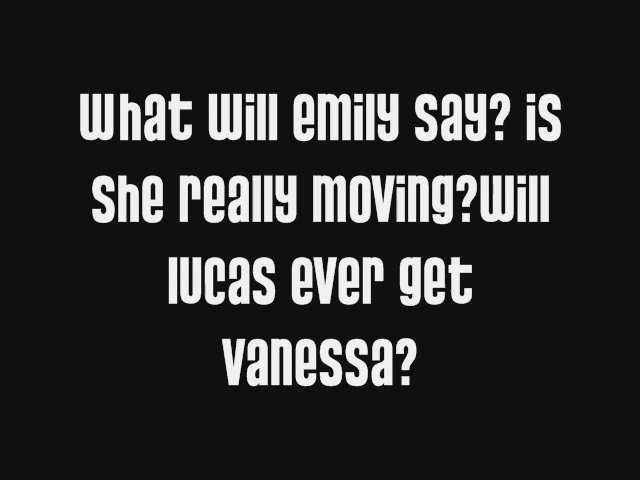 What Will emily say? is
she really moving?Will
lucas ever get
vanessa?